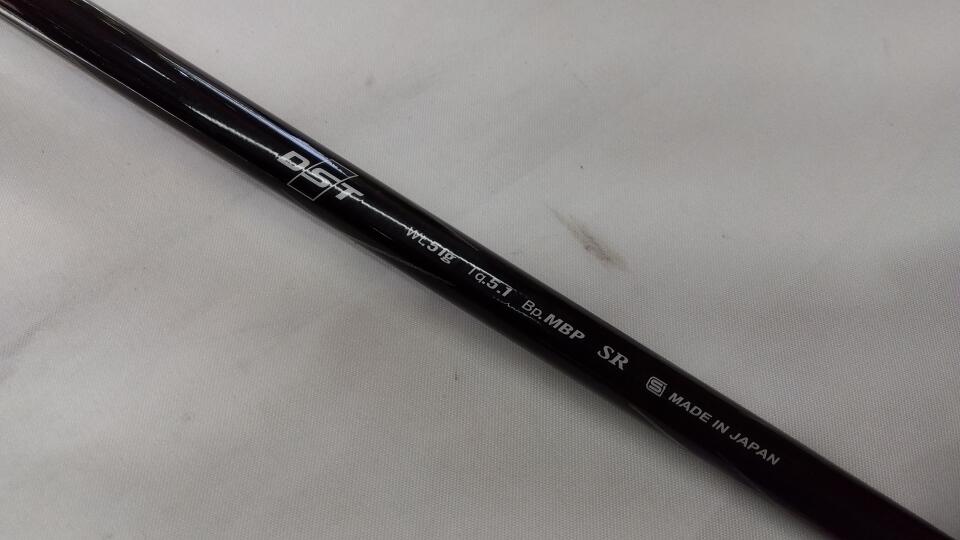 DST Wt.51g Tq.5.1 Bp.MBP SR S MADE IN JAPAN